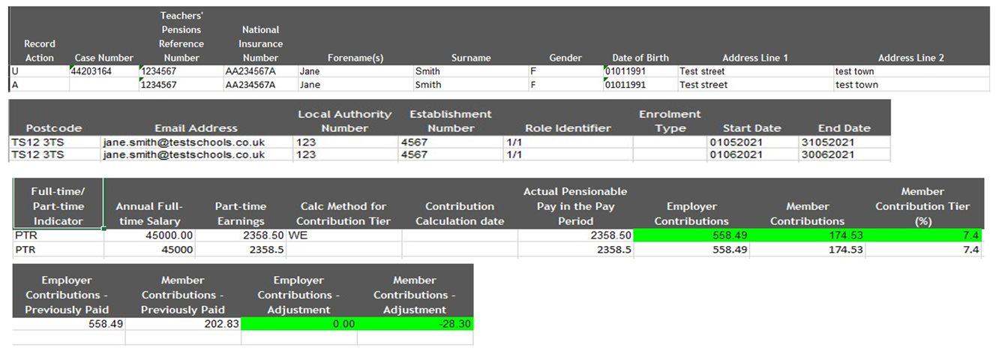 Teachers'
Pensions National
Record Reference Insurance
Action Case Number Number Number Forename(s) Surname Gender Date of Birth Address Line 1 Address Line 2
U 44203164 1234567 AA234567A Jane Smith F 01011991 Test street test town
A 1234567 AA234567A Jane Smith F 01011991 Test street test town
Local Authority Establishment Enrolment
Postcode Email Address Number Number Role Identifier Type Start Date End Date
TS12 3TS jane.smith@testschools.co.uk 123 4567 1/1 01052021 31052021
TS12 3TS jane.smith@testschools.co.uk 123 4567 1/1 01062021 30062021
Full-time/ Actual Pensionable Member
Part-time Annual Full- Part-time Calc Method for Contribution Pay in the Pay Employer Member Contribution Tier
Indicator time Salary Earnings Contribution Tier Calculation date Period Contributions Contributions (%)
PTR 45000.00 2358.50 WE 2358.50 558.49 174.53 7.4
PTR 45000 2358.5 2358.5 558.49 174.53 7.4
Employer Member Employer Member
Contributions - Contributions - Contributions - Contributions -
Previously Paid Previously Paid Adjustment Adjustment
558.49 202.83 0.00 -28.30